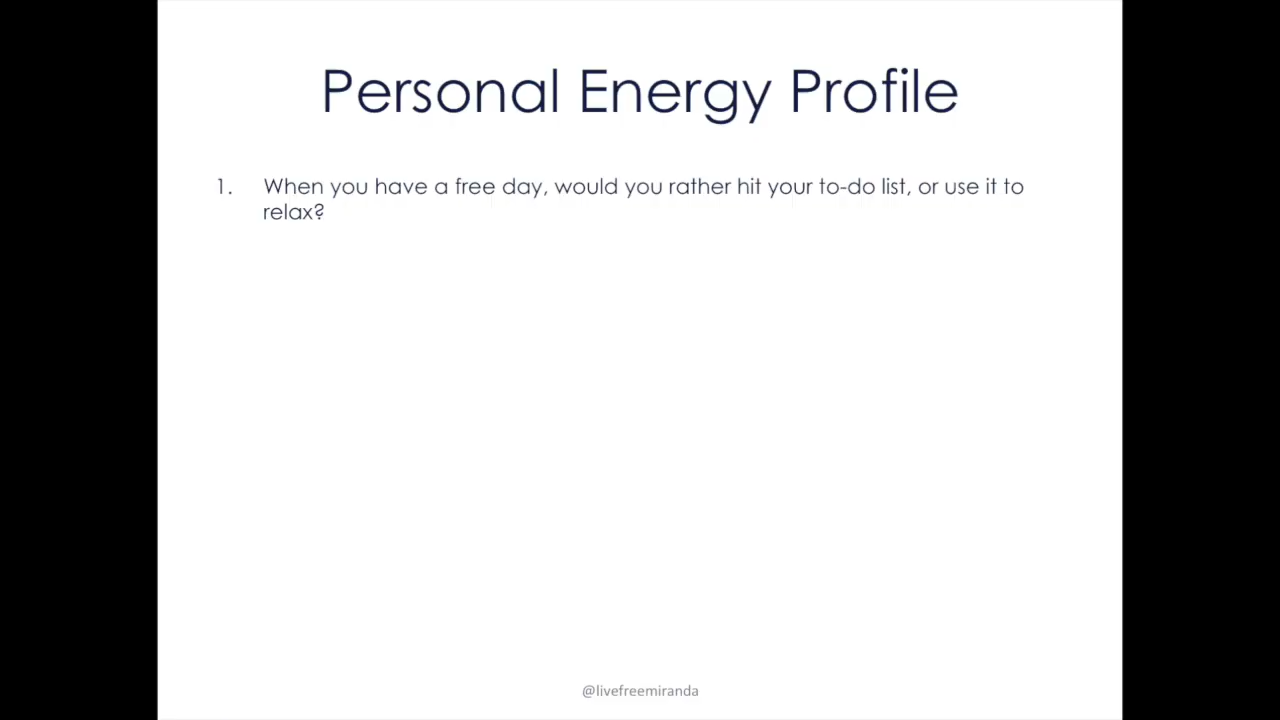 Personal Energy Profile
1. When you have a free day, would you rather hit your to-do list, or use it to
relax?
@livefreemiranda